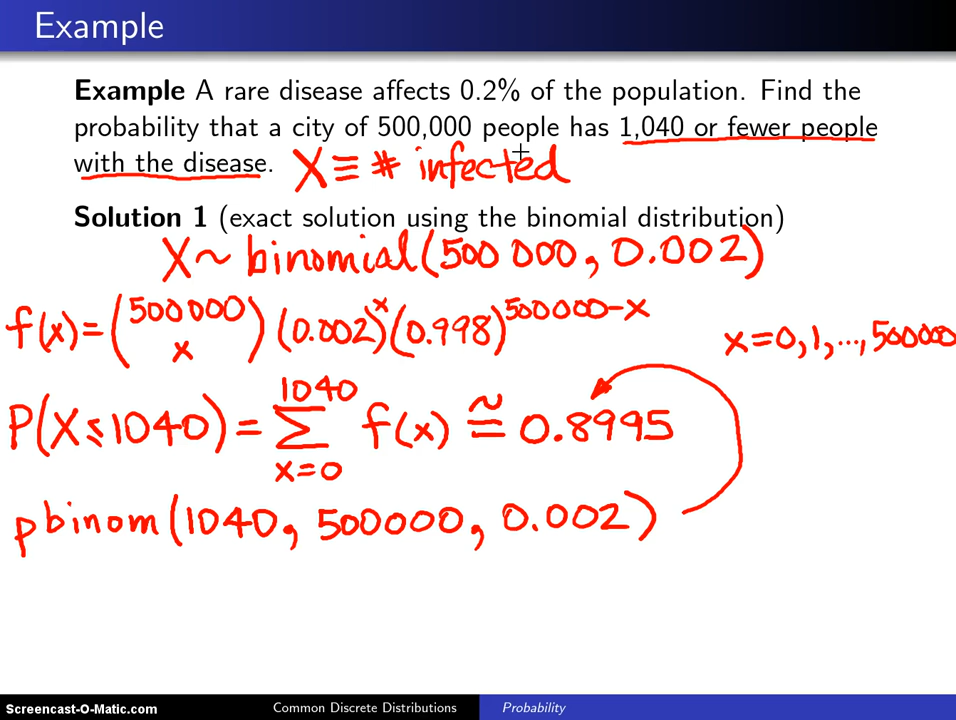 Example
Example A rare disease affects 0.2% of the population. Find the
probability that a city of 500,000 people has 1,040 or fewer people
with the disease. X ≡ # infected
Solution 1 (exact solution using the binomial distribution)
X ~ binomial(500 000, 0.002)
f(x) = (500 000 x) (0.002)^x (0.998)^500000-x
x = 0, 1, ..., 500000
P(X ≤ 1040) = 1040 Σ x=0 f(x) ≅ 0.8995
pbinom(1040, 500000, 0.002)
Screencast-O-Matic.com Common Discrete Distributions Probability